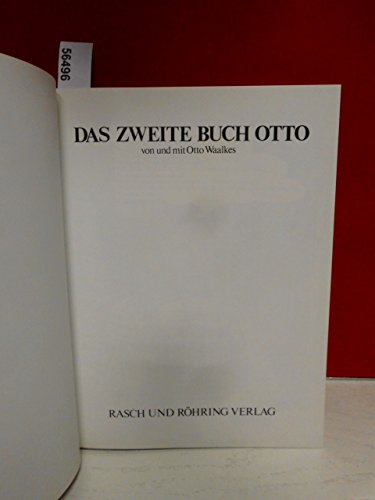 56496
DAS ZWEITE BUCH OTTO
von und mit Otto Waalkes
RASCH UND RÖHRING VERLAG